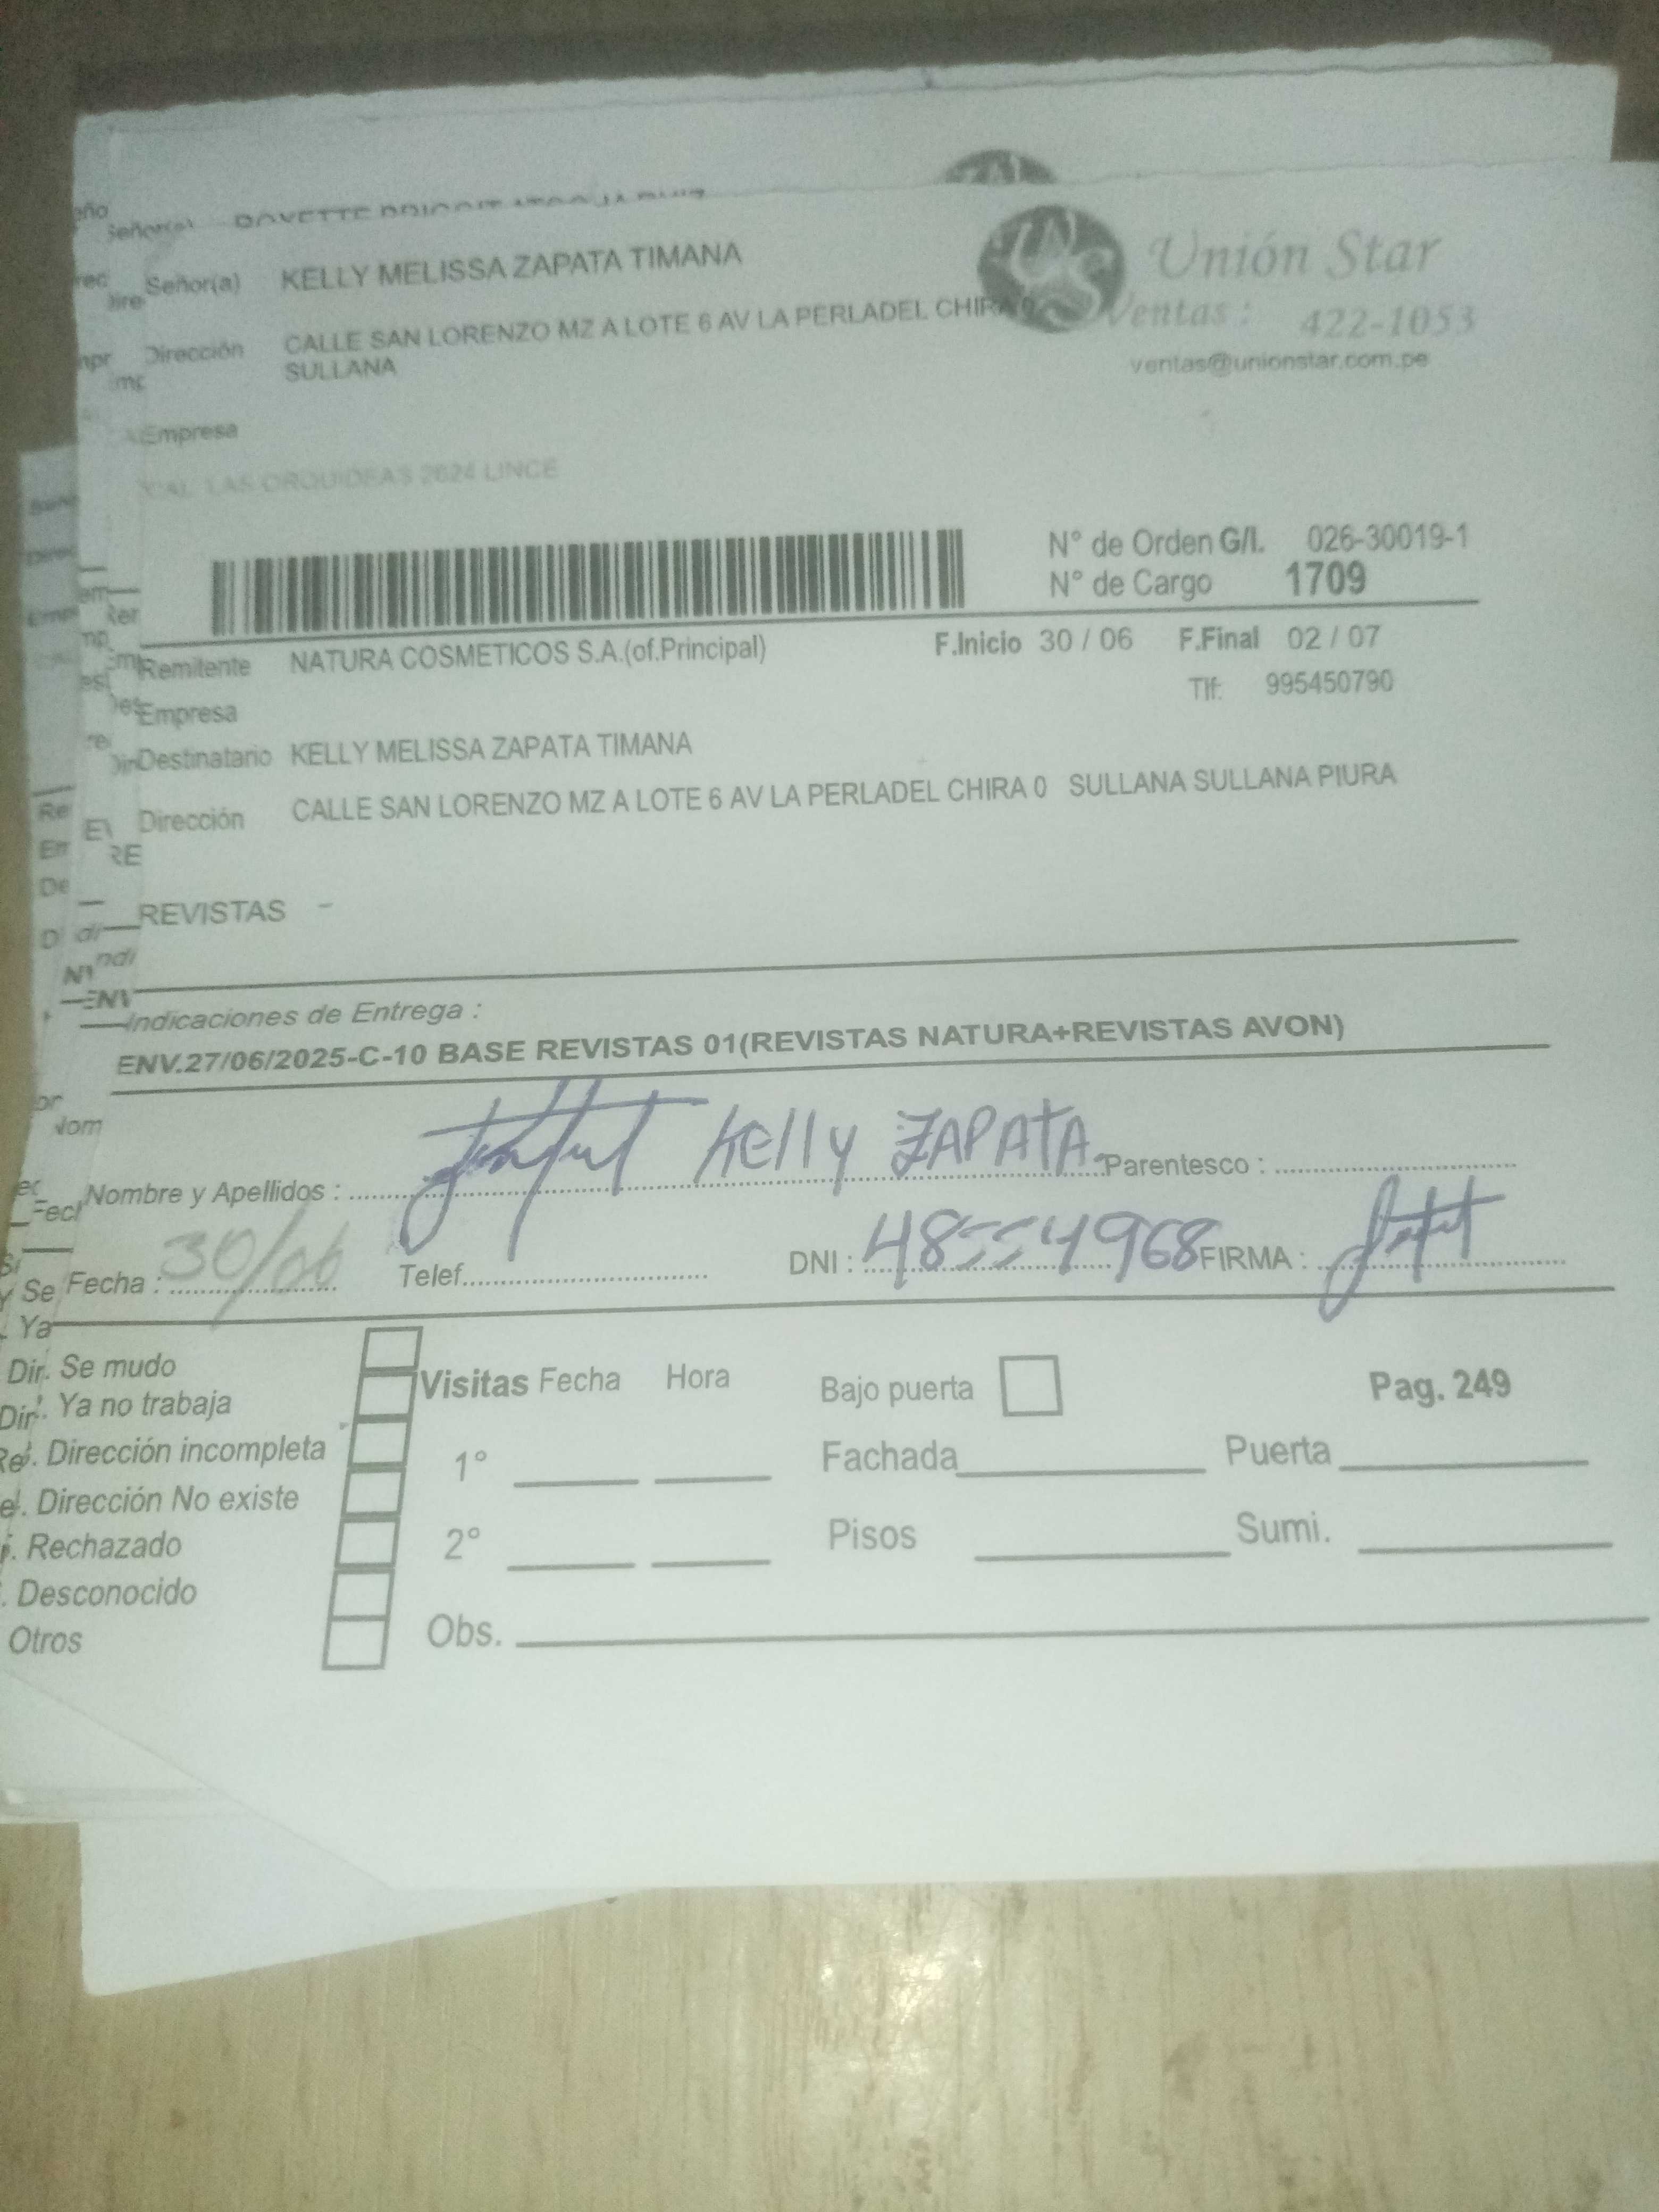 Señor(a) KELLY MELISSA ZAPATA TIMANA
Unión Star
Ventas : 422-1053
ventas@unionstar.com.pe
Dirección CALLE SAN LORENZO MZ A LOTE 6 AV LA PERLADEL CHIRA 0
SULLANA
Empresa
CAL. LAS ORQUIDEAS 2624 LINCE
N° de Orden G/I. 026-30019-1
N° de Cargo 1709
Remitente NATURA COSMETICOS S.A.(of.Principal) F.Inicio 30 / 06 F.Final 02 / 07
Tlf: 995450790
Empresa
Destinatario KELLY MELISSA ZAPATA TIMANA
Dirección CALLE SAN LORENZO MZ A LOTE 6 AV LA PERLADEL CHIRA 0 SULLANA SULLANA PIURA
REVISTAS -
Indicaciones de Entrega :
ENV.27/06/2025-C-10 BASE REVISTAS 01(REVISTAS NATURA+REVISTAS AVON)
Nombre y Apellidos : Kelly ZAPATA Parentesco :
Fecha : 30/06 Telef. DNI : 48554968 FIRMA :
Se mudo
Ya no trabaja
Dirección incompleta
Dirección No existe
Rechazado
Desconocido
Otros
Visitas Fecha Hora Bajo puerta Pag. 249
1° Fachada Puerta
2° Pisos Sumi.
Obs.